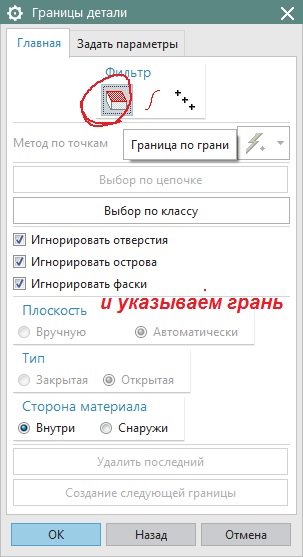 Границы детали
Главная
Задать параметры
Фильтр
Метод по точкам
Граница по грани
Выбор по цепочке
Выбор по классу
Игнорировать отверстия
Игнорировать острова
Игнорировать фаски
и указываем грань
Плоскость
Вручную
Автоматически
Тип
Закрытая
Открытая
Сторона материала
Внутри
Снаружи
Удалить последний
Создание следующей границы
OK
Назад
Отмена